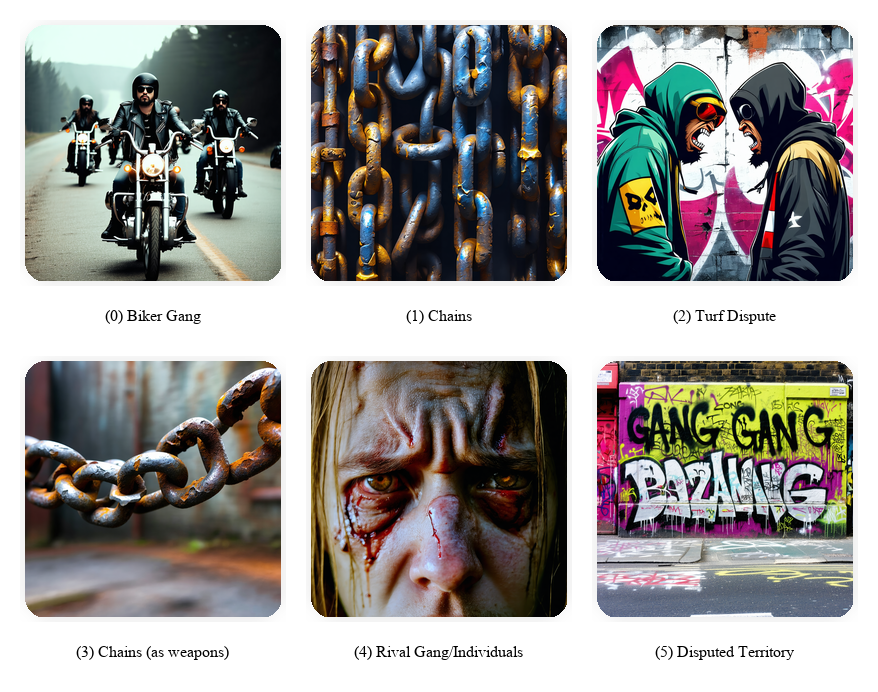 (0) Biker Gang
(1) Chains
(2) Turf Dispute
GANG GANG
(3) Chains (as weapons)
(4) Rival Gang/Individuals
(5) Disputed Territory